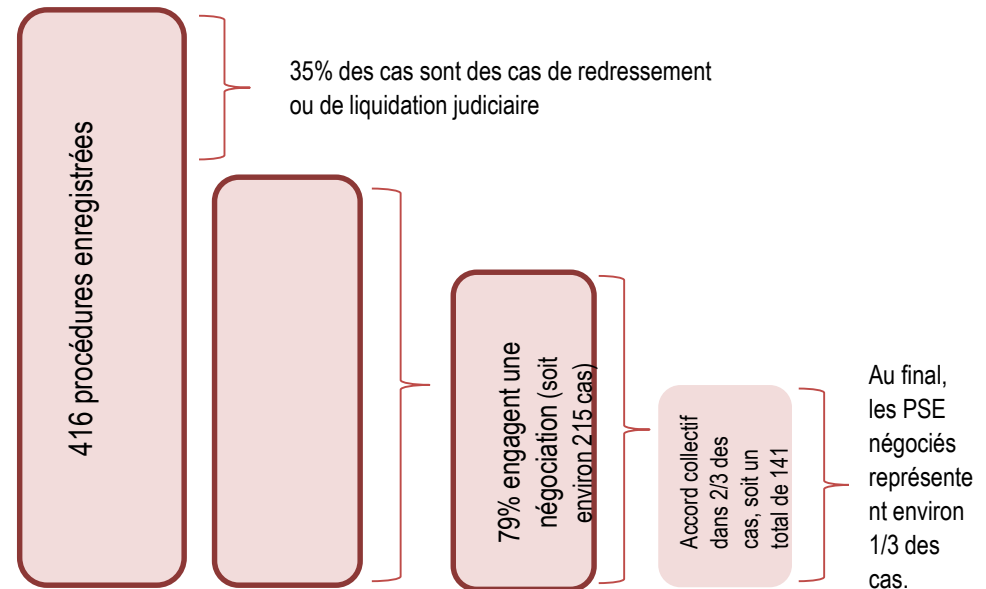 416 procédures enregistrées
35% des cas sont des cas de redressement
ou de liquidation judiciaire
79% engagent une
négociation (soit
environ 215 cas)
Accord collectif
dans 2/3 des
cas, soit un
total de 141
Au final,
les PSE
négociés
représente
nt environ
1/3 des
cas.